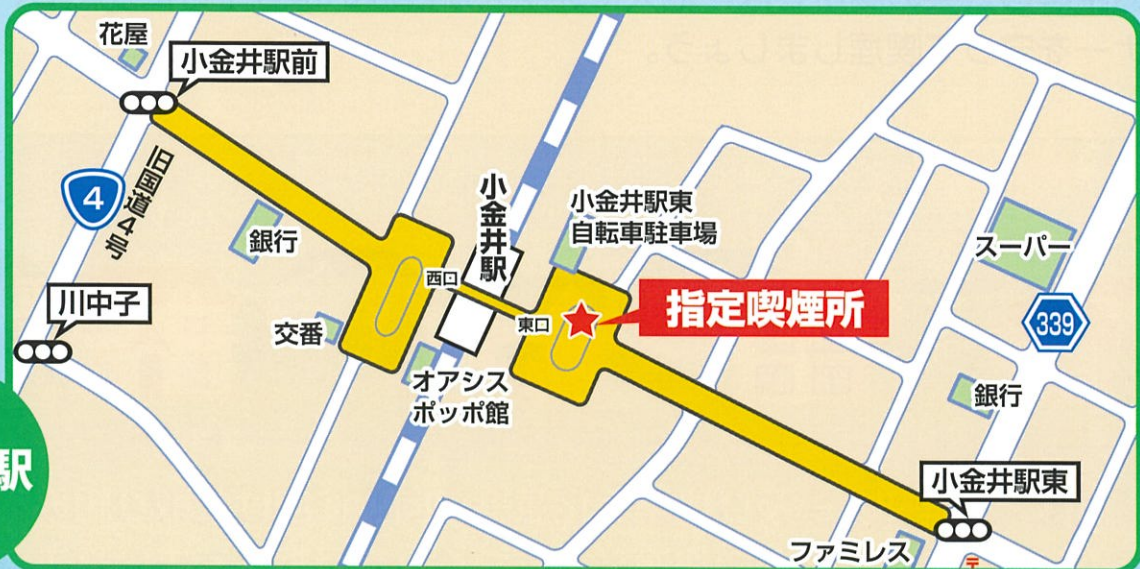 花屋
小金井駅前
4
旧国道4号
銀行
川中子
交番
西口
小金井駅
東口
オアシス
ポッポ館
小金井駅東
自転車駐車場
指定喫煙所
スーパー
339
銀行
小金井駅東
ファミレス
〒
駅